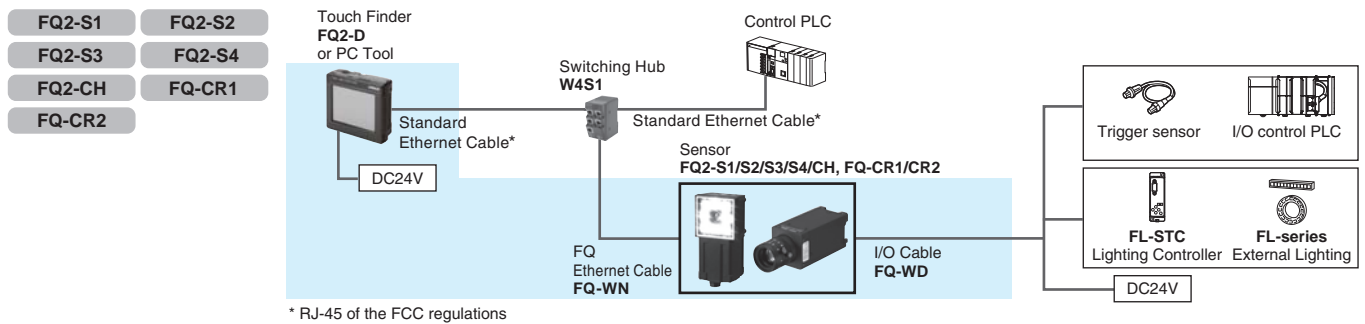 FQ2-S1
FQ2-S2
FQ2-S3
FQ2-S4
FQ2-CH
FQ-CR1
FQ-CR2
Touch Finder
FQ2-D
or PC Tool
Standard
Ethernet Cable*
DC24V
Switching Hub
W4S1
Control PLC
Standard Ethernet Cable*
Sensor
FQ2-S1/S2/S3/S4/CH, FQ-CR1/CR2
FQ
Ethernet Cable
FQ-WN
I/O Cable
FQ-WD
Trigger sensor
I/O control PLC
FL-STC
Lighting Controller
FL-series
External Lighting
DC24V
* RJ-45 of the FCC regulations